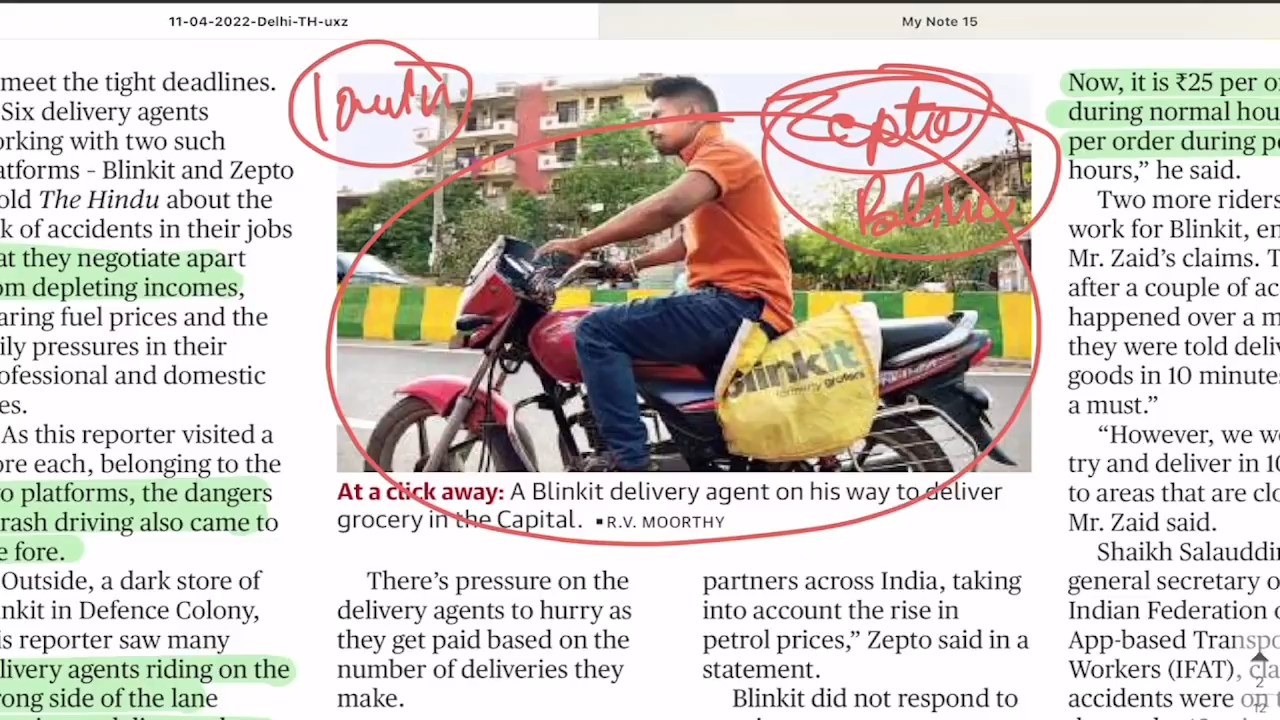 11-04-2022-Delhi-TH-uxz
My Note 15
meet the tight deadlines.
Six delivery agents
orking with two such
atforms - Blinkit and Zepto
old The Hindu about the
k of accidents in their jobs
at they negotiate apart
om depleting incomes,
aring fuel prices and the
ily pressures in their
ofessional and domestic
es.
As this reporter visited a
ore each, belonging to the
o platforms, the dangers
rash driving also came to
e fore.
Outside, a dark store of
nkit in Defence Colony,
is reporter saw many
livery agents riding on the
rong side of the lane
Zepto
blinkit
formerly grofers
At a click away: A Blinkit delivery agent on his way to deliver
grocery in the Capital. ▪R.V. MOORTHY
There’s pressure on the
delivery agents to hurry as
they get paid based on the
number of deliveries they
make.
partners across India, taking
into account the rise in
petrol prices,” Zepto said in a
statement.
Blinkit did not respond to
Now, it is ₹25 per o
during normal hou
per order during p
hours,” he said.
Two more riders
work for Blinkit, en
Mr. Zaid’s claims. T
after a couple of ac
happened over a m
they were told deli
goods in 10 minute
a must.”
“However, we w
try and deliver in 10
to areas that are clo
Mr. Zaid said.
Shaikh Salauddi
general secretary o
Indian Federation
App-based Transpo
Workers (IFAT), cla
accidents were on t